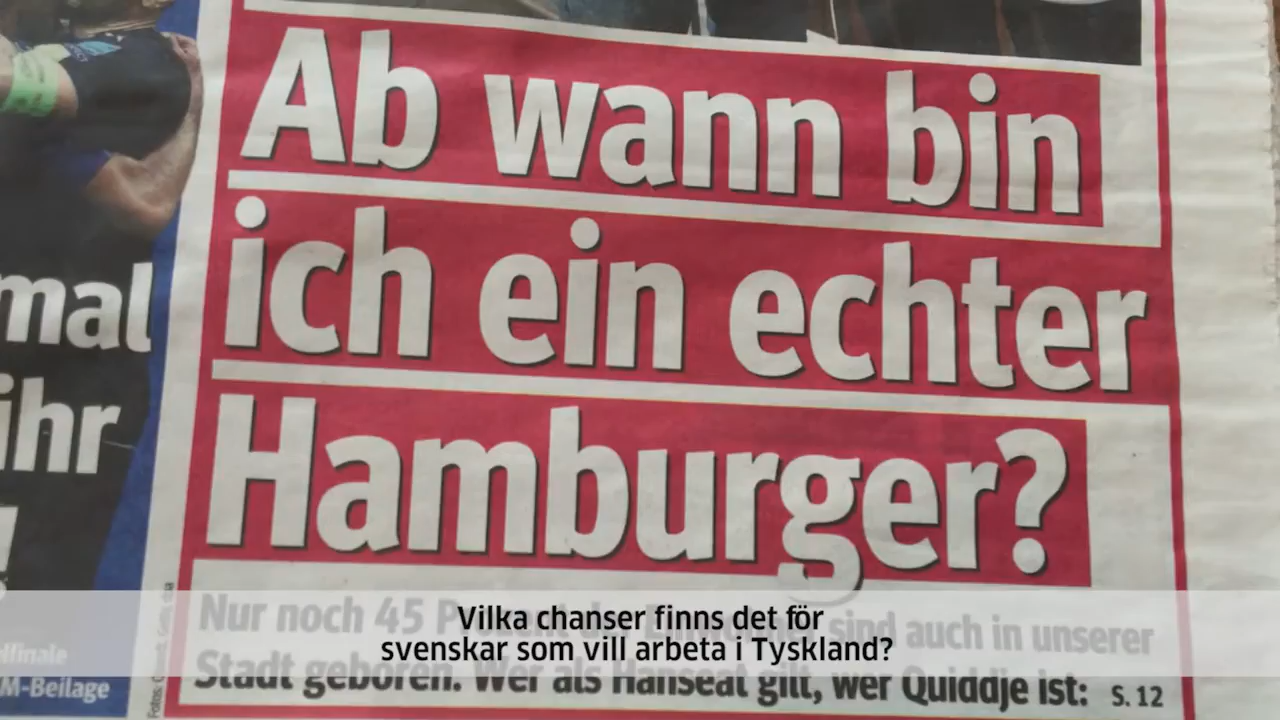 Ab wann bin
ich ein echter
Hamburger?
Nur noch 45 sind auch in unserer
Stadt geboren. Wer als Hanseat gilt, wer Quiddje ist: S. 12
mal
ihr
M-Beilage
Vilka chanser finns det för
svenskar som vill arbeta i Tyskland?